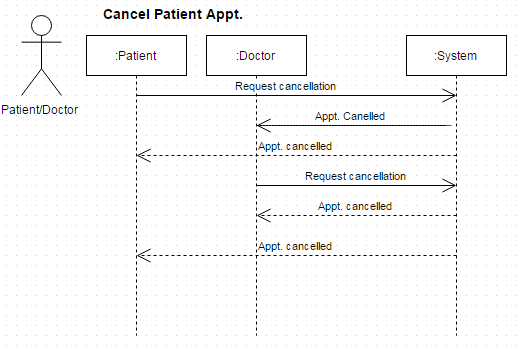 Cancel Patient Appt.
:Patient
:Doctor
:System
Patient/Doctor
Request cancellation
Appt. Canelled
Appt. cancelled
Request cancellation
Appt. cancelled
Appt. cancelled